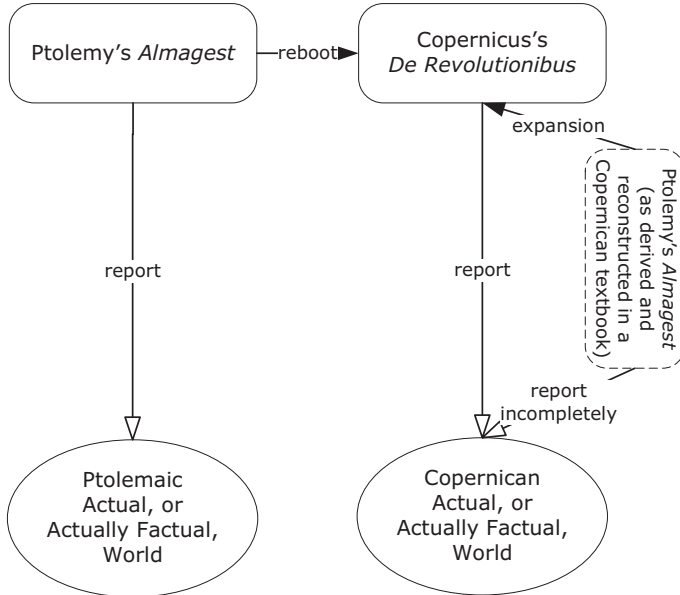 Ptolemy’s Almagest
reboot
Copernicus’s
De Revolutionibus
expansion
Ptolemy’s Almagest
(as derived and
reconstructed in a
Copernican textbook)
report
report
report
incompletely
Ptolemaic
Actual, or
Actually Factual,
World
Copernican
Actual, or
Actually Factual,
World